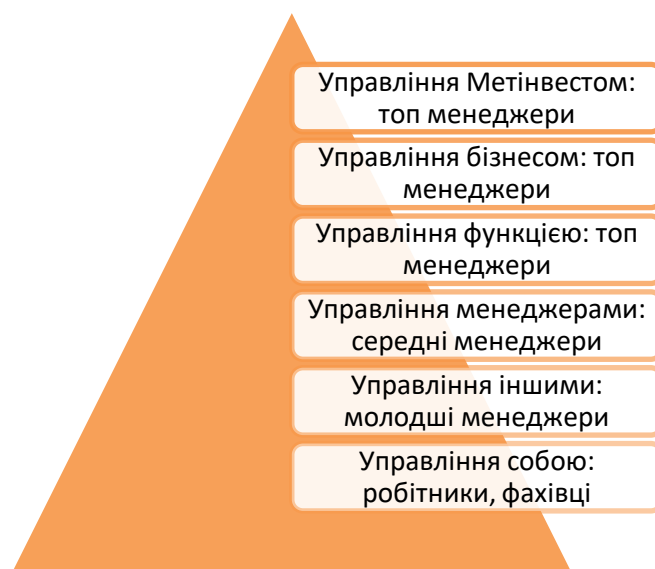 Управління Метінвестом:
топ менеджери
Управління бізнесом: топ
менеджери
Управління функцією: топ
менеджери
Управління менеджерами:
середні менеджери
Управління іншими:
молодші менеджери
Управління собою:
робітники, фахівці